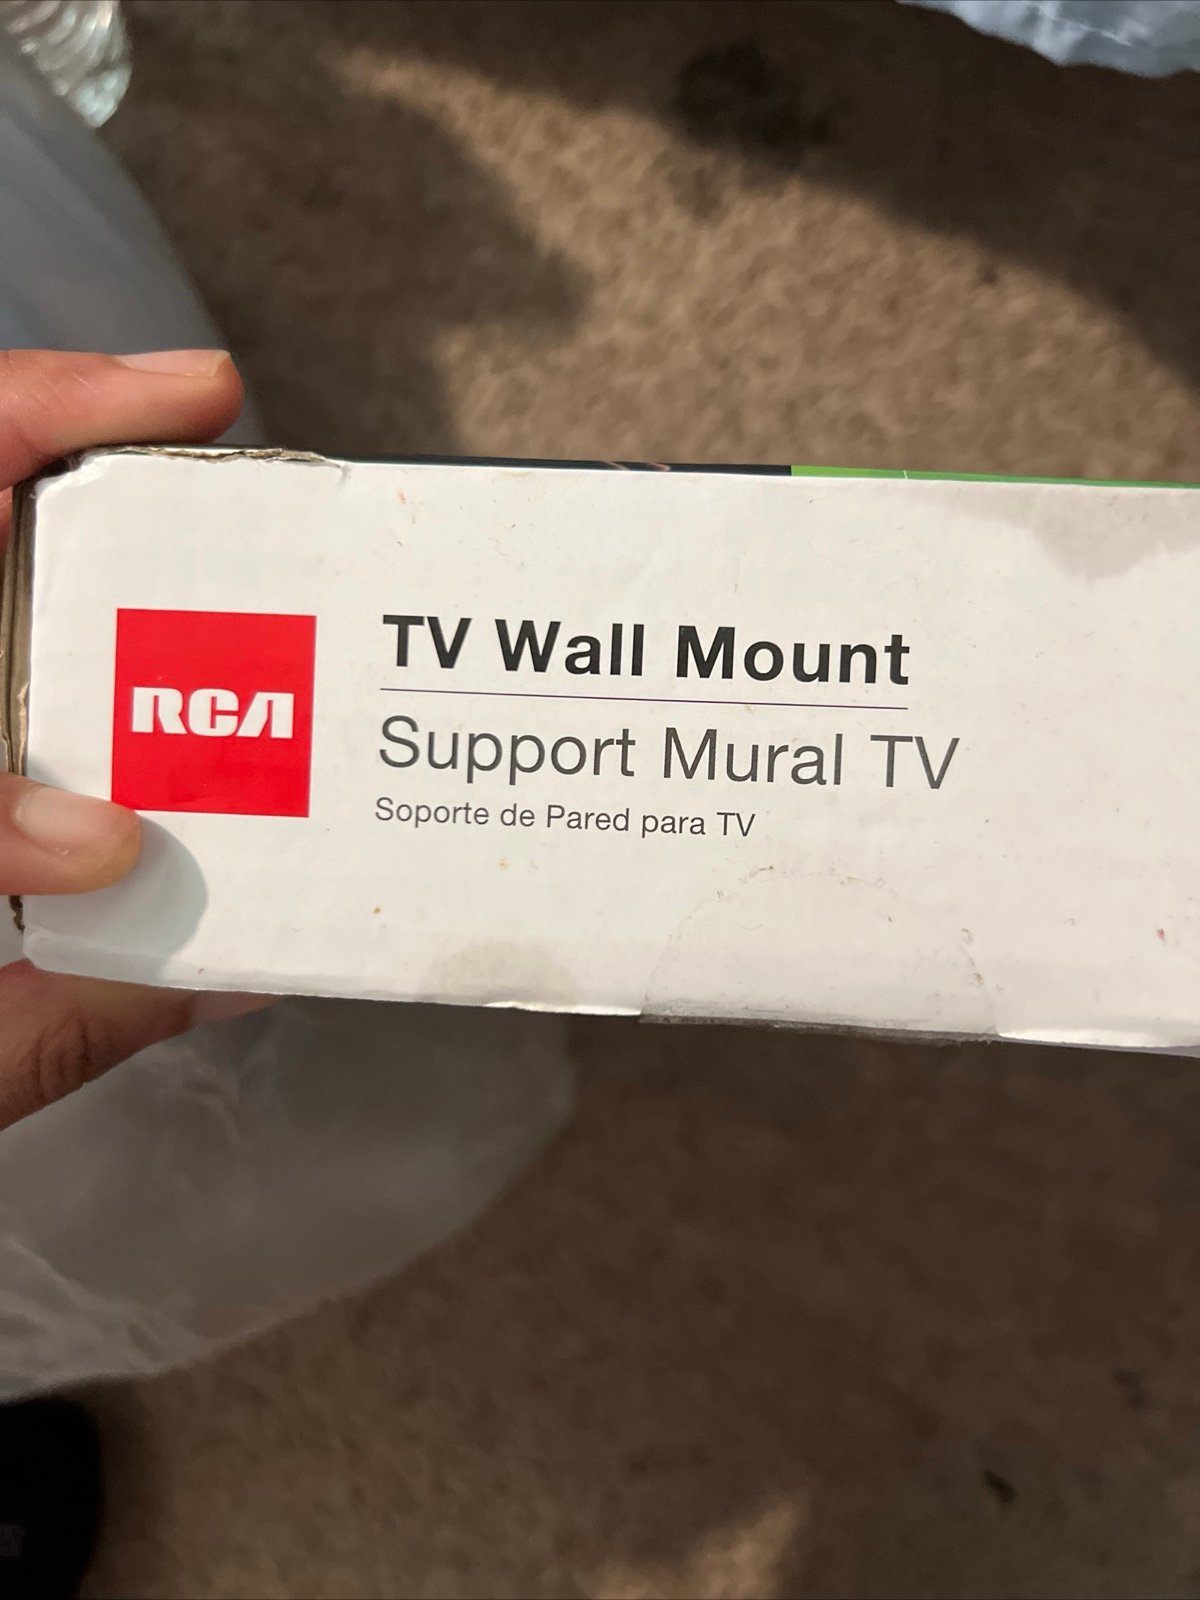 RCA
TV Wall Mount
Support Mural TV
Soporte de Pared para TV